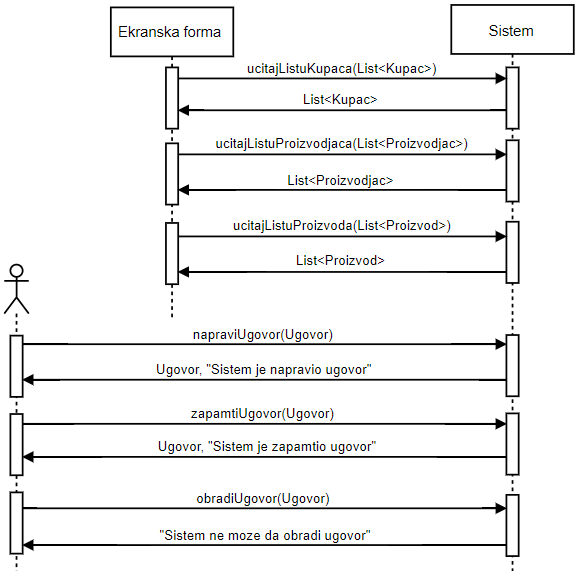 Ekranska forma
Sistem
ucitajListuKupaca(List<Kupac>)
List<Kupac>
ucitajListuProizvodjaca(List<Proizvodjac>)
List<Proizvodjac>
ucitajListuProizvoda(List<Proizvod>)
List<Proizvod>
napraviUgovor(Ugovor)
Ugovor, "Sistem je napravio ugovor"
zapamtiUgovor(Ugovor)
Ugovor, "Sistem je zapamtio ugovor"
obradiUgovor(Ugovor)
"Sistem ne moze da obradi ugovor"